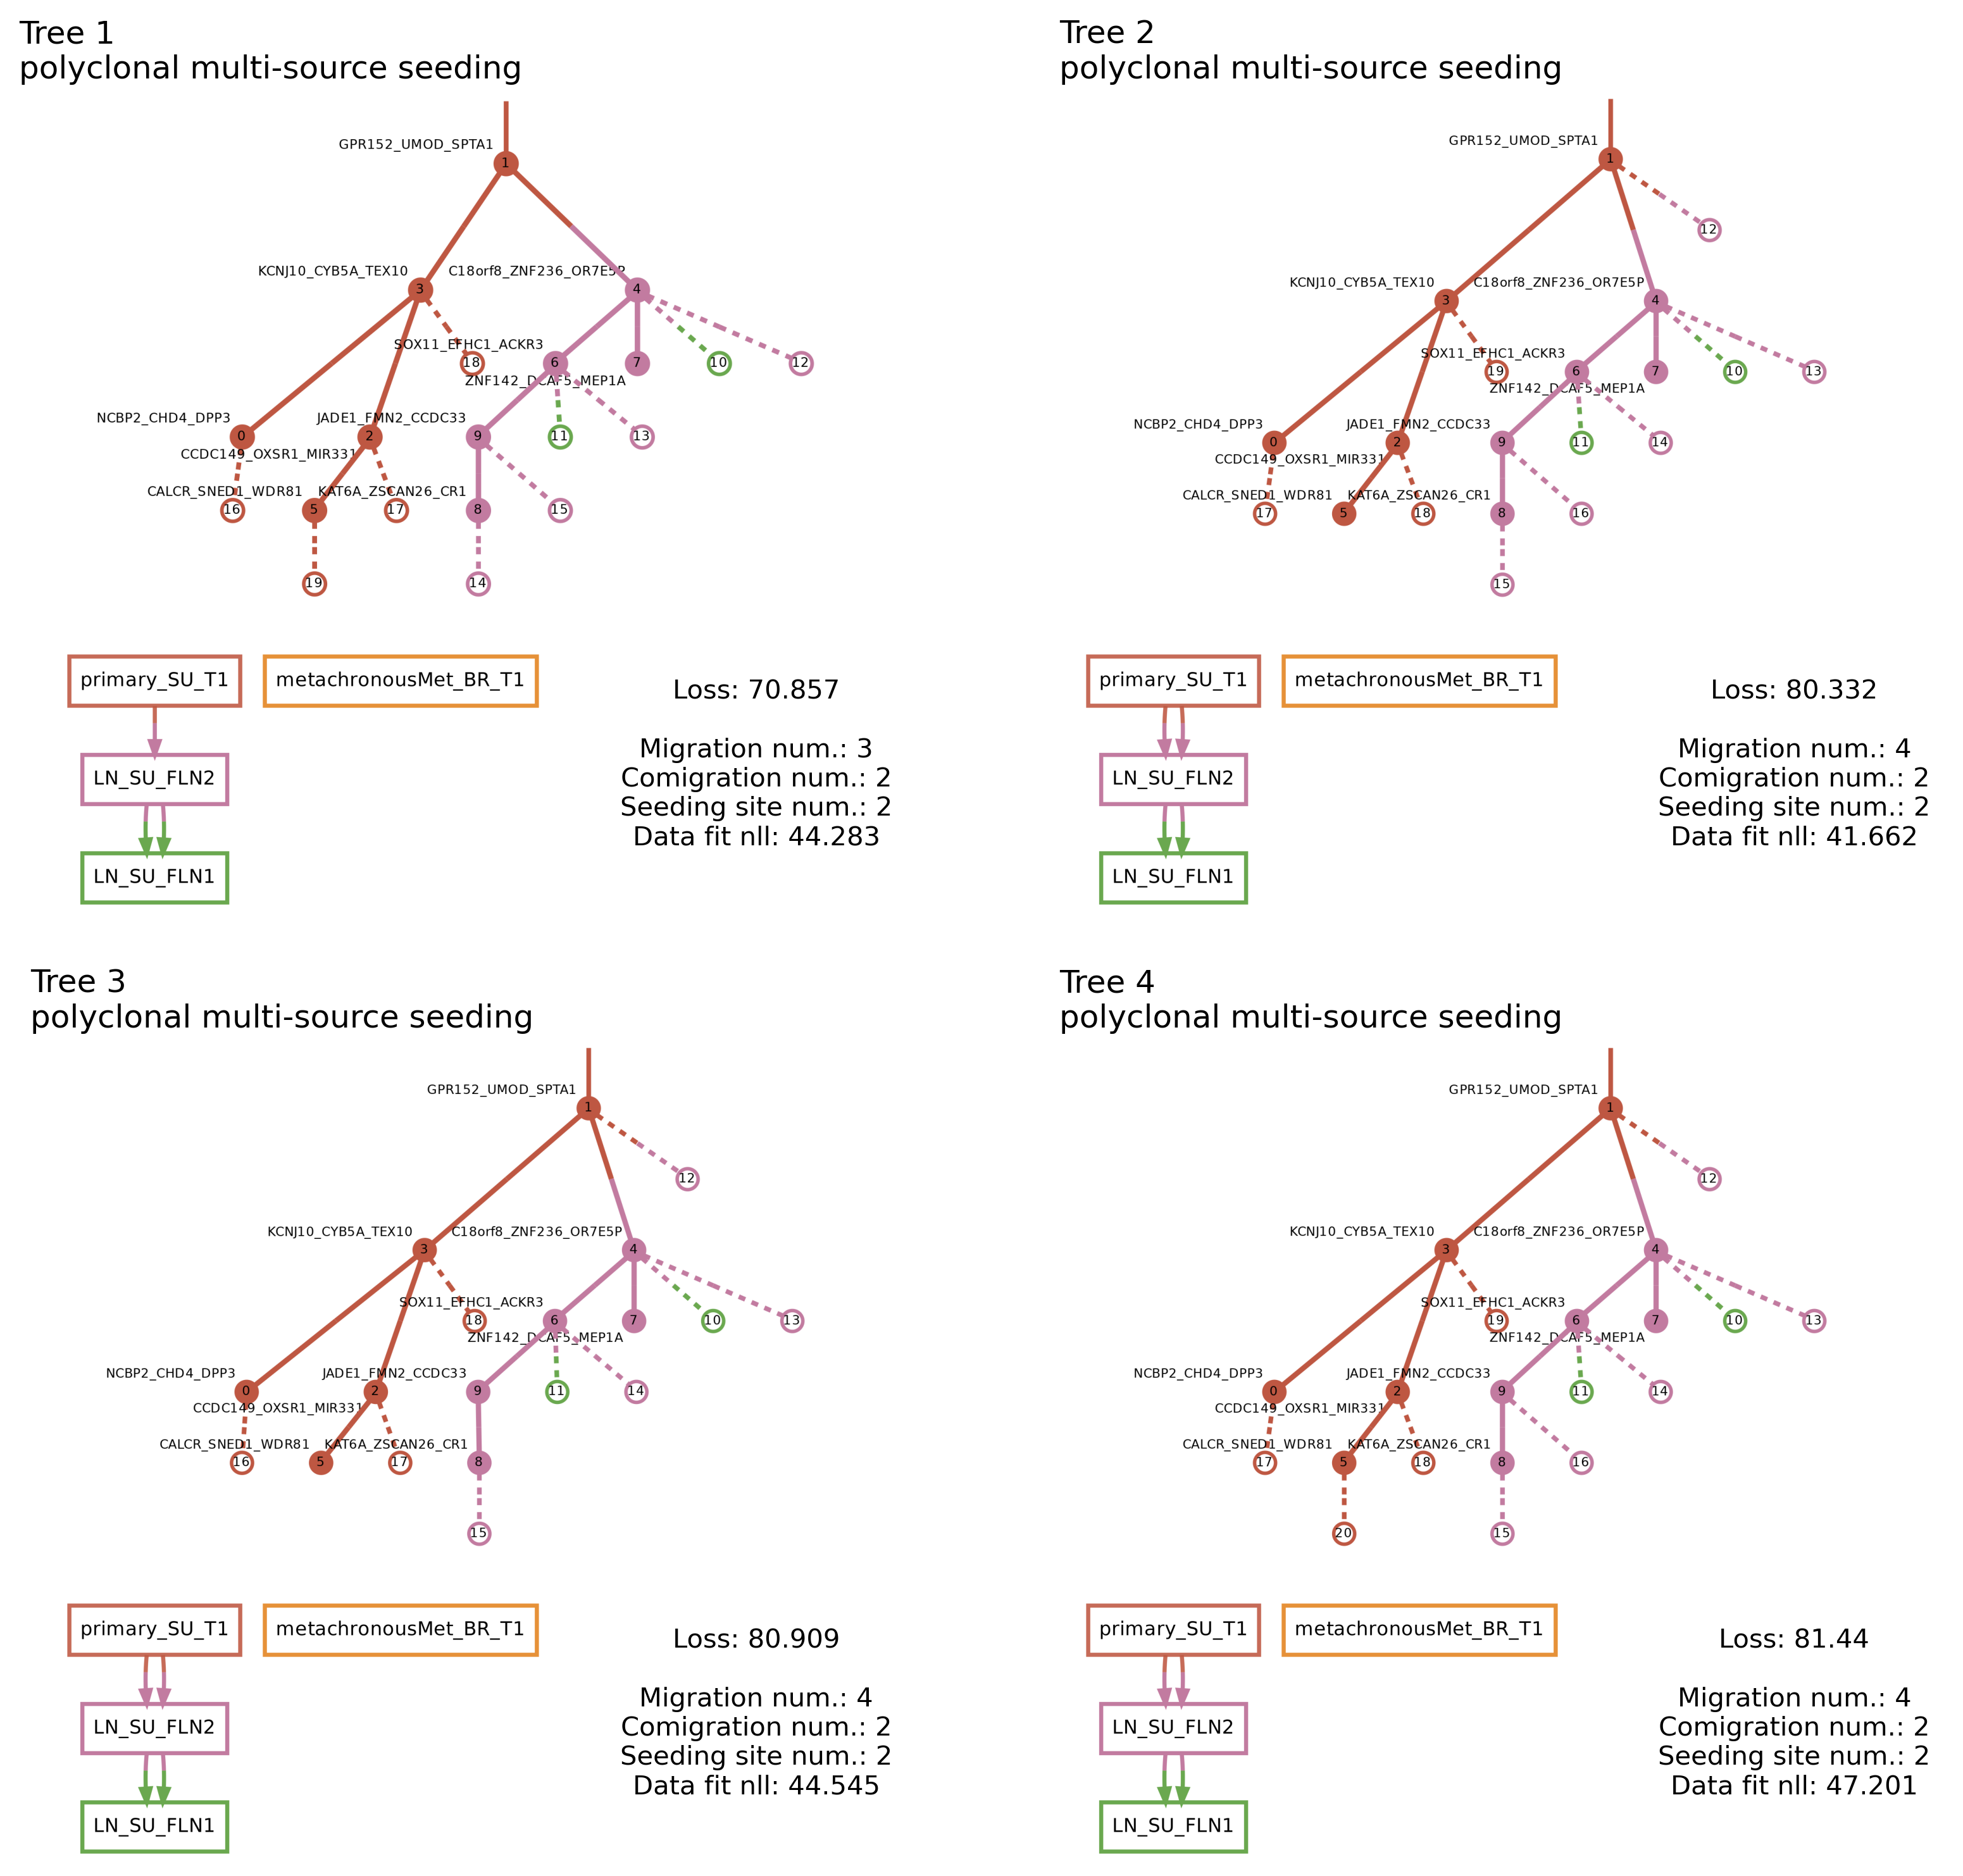 Tree 1
polyclonal multi-source seeding
GPR152_UMOD_SPTA1
1
KCNJ10_CYB5A_TEX10
C18orf8_ZNF236_OR7E5P
3
4
SOX11_EFHC1_ACKR3
18
6
7
10
12
ZNF142_DCAF5_MEP1A
NCBP2_CHD4_DPP3
JADE1_FMN2_CCDC33
0
2
9
11
13
CCDC149_OXSR1_MIR331
CALCR_SNED1_WDR81
KAT6A_ZSCAN26_CR1
16
5
17
8
15
19
14
primary_SU_T1
metachronousMet_BR_T1
LN_SU_FLN2
LN_SU_FLN1
Loss: 70.857
Migration num.: 3
Comigration num.: 2
Seeding site num.: 2
Data fit nll: 44.283
Tree 2
polyclonal multi-source seeding
GPR152_UMOD_SPTA1
1
12
KCNJ10_CYB5A_TEX10
C18orf8_ZNF236_OR7E5P
3
4
SOX11_EFHC1_ACKR3
19
6
7
10
13
ZNF142_DCAF5_MEP1A
NCBP2_CHD4_DPP3
JADE1_FMN2_CCDC33
0
2
9
11
14
CCDC149_OXSR1_MIR331
CALCR_SNED1_WDR81
KAT6A_ZSCAN26_CR1
17
5
18
8
16
15
primary_SU_T1
metachronousMet_BR_T1
LN_SU_FLN2
LN_SU_FLN1
Loss: 80.332
Migration num.: 4
Comigration num.: 2
Seeding site num.: 2
Data fit nll: 41.662
Tree 3
polyclonal multi-source seeding
GPR152_UMOD_SPTA1
1
12
KCNJ10_CYB5A_TEX10
C18orf8_ZNF236_OR7E5P
3
4
SOX11_EFHC1_ACKR3
18
6
7
10
13
ZNF142_DCAF5_MEP1A
NCBP2_CHD4_DPP3
JADE1_FMN2_CCDC33
0
2
9
11
14
CCDC149_OXSR1_MIR331
CALCR_SNED1_WDR81
KAT6A_ZSCAN26_CR1
16
5
17
8
15
primary_SU_T1
metachronousMet_BR_T1
LN_SU_FLN2
LN_SU_FLN1
Loss: 80.909
Migration num.: 4
Comigration num.: 2
Seeding site num.: 2
Data fit nll: 44.545
Tree 4
polyclonal multi-source seeding
GPR152_UMOD_SPTA1
1
12
KCNJ10_CYB5A_TEX10
C18orf8_ZNF236_OR7E5P
3
4
SOX11_EFHC1_ACKR3
19
6
7
10
13
ZNF142_DCAF5_MEP1A
NCBP2_CHD4_DPP3
JADE1_FMN2_CCDC33
0
2
9
11
14
CCDC149_OXSR1_MIR331
CALCR_SNED1_WDR81
KAT6A_ZSCAN26_CR1
17
5
18
8
16
20
15
primary_SU_T1
metachronousMet_BR_T1
LN_SU_FLN2
LN_SU_FLN1
Loss: 81.44
Migration num.: 4
Comigration num.: 2
Seeding site num.: 2
Data fit nll: 47.201